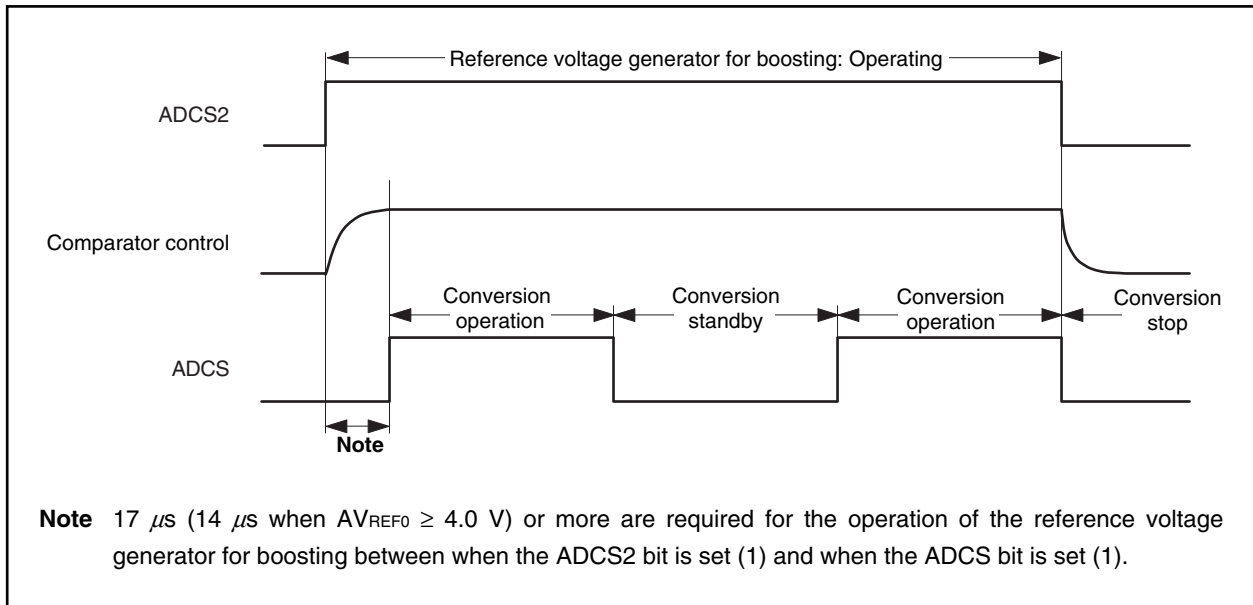 Reference voltage generator for boosting: Operating
ADCS2
Comparator control
Conversion operation
Conversion standby
Conversion operation
Conversion stop
ADCS
Note
Note 17 μs (14 μs when AVREF0 ≥ 4.0 V) or more are required for the operation of the reference voltage
generator for boosting between when the ADCS2 bit is set (1) and when the ADCS bit is set (1).